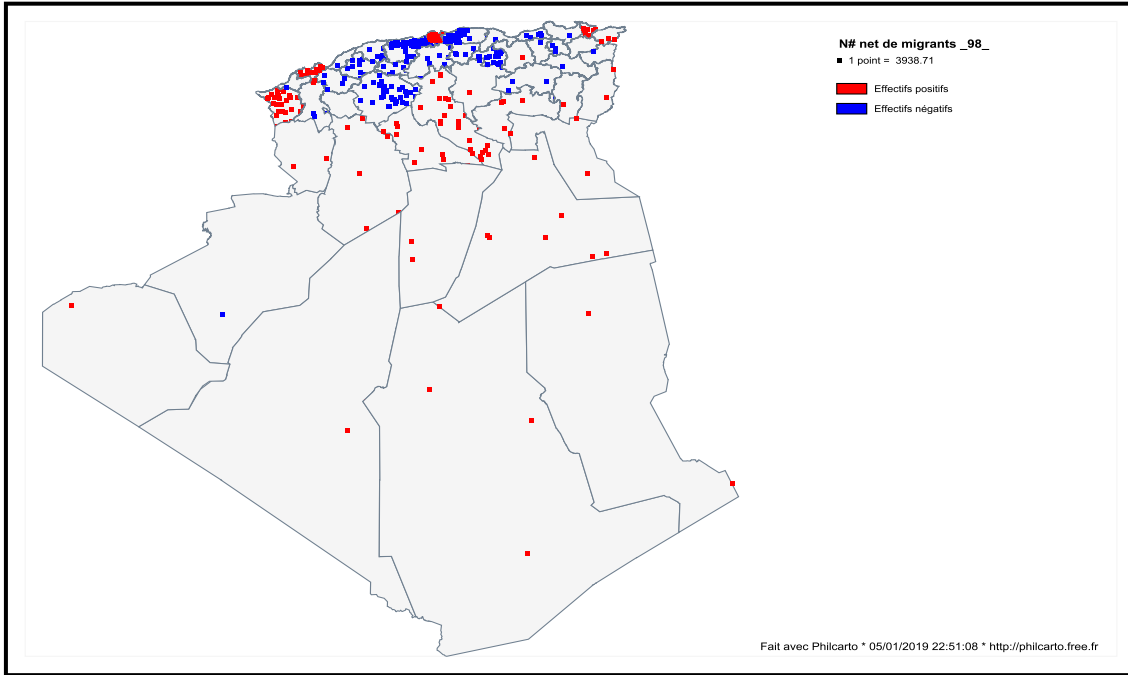 N# net de migrants _98_
1 point = 3938.71
Effectifs positifs
Effectifs négatifs
Fait avec Philcarto * 05/01/2019 22:51:08 * http://philcarto.free.fr